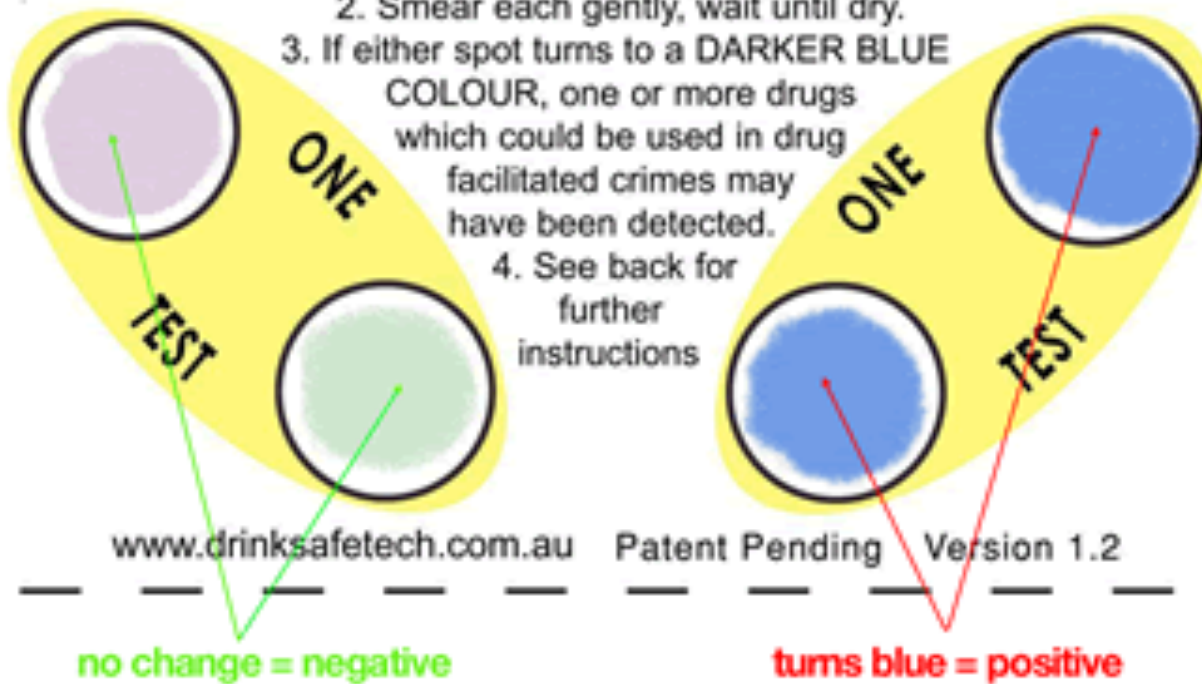 2. Smear each gently, wait until dry.
3. If either spot turns to a DARKER BLUE
COLOUR, one or more drugs
which could be used in drug
facilitated crimes may
have been detected.
4. See back for
further
instructions
ONE
TEST
ONE
TEST
www.drinksafetech.com.au Patent Pending Version 1.2
no change = negative
turns blue = positive